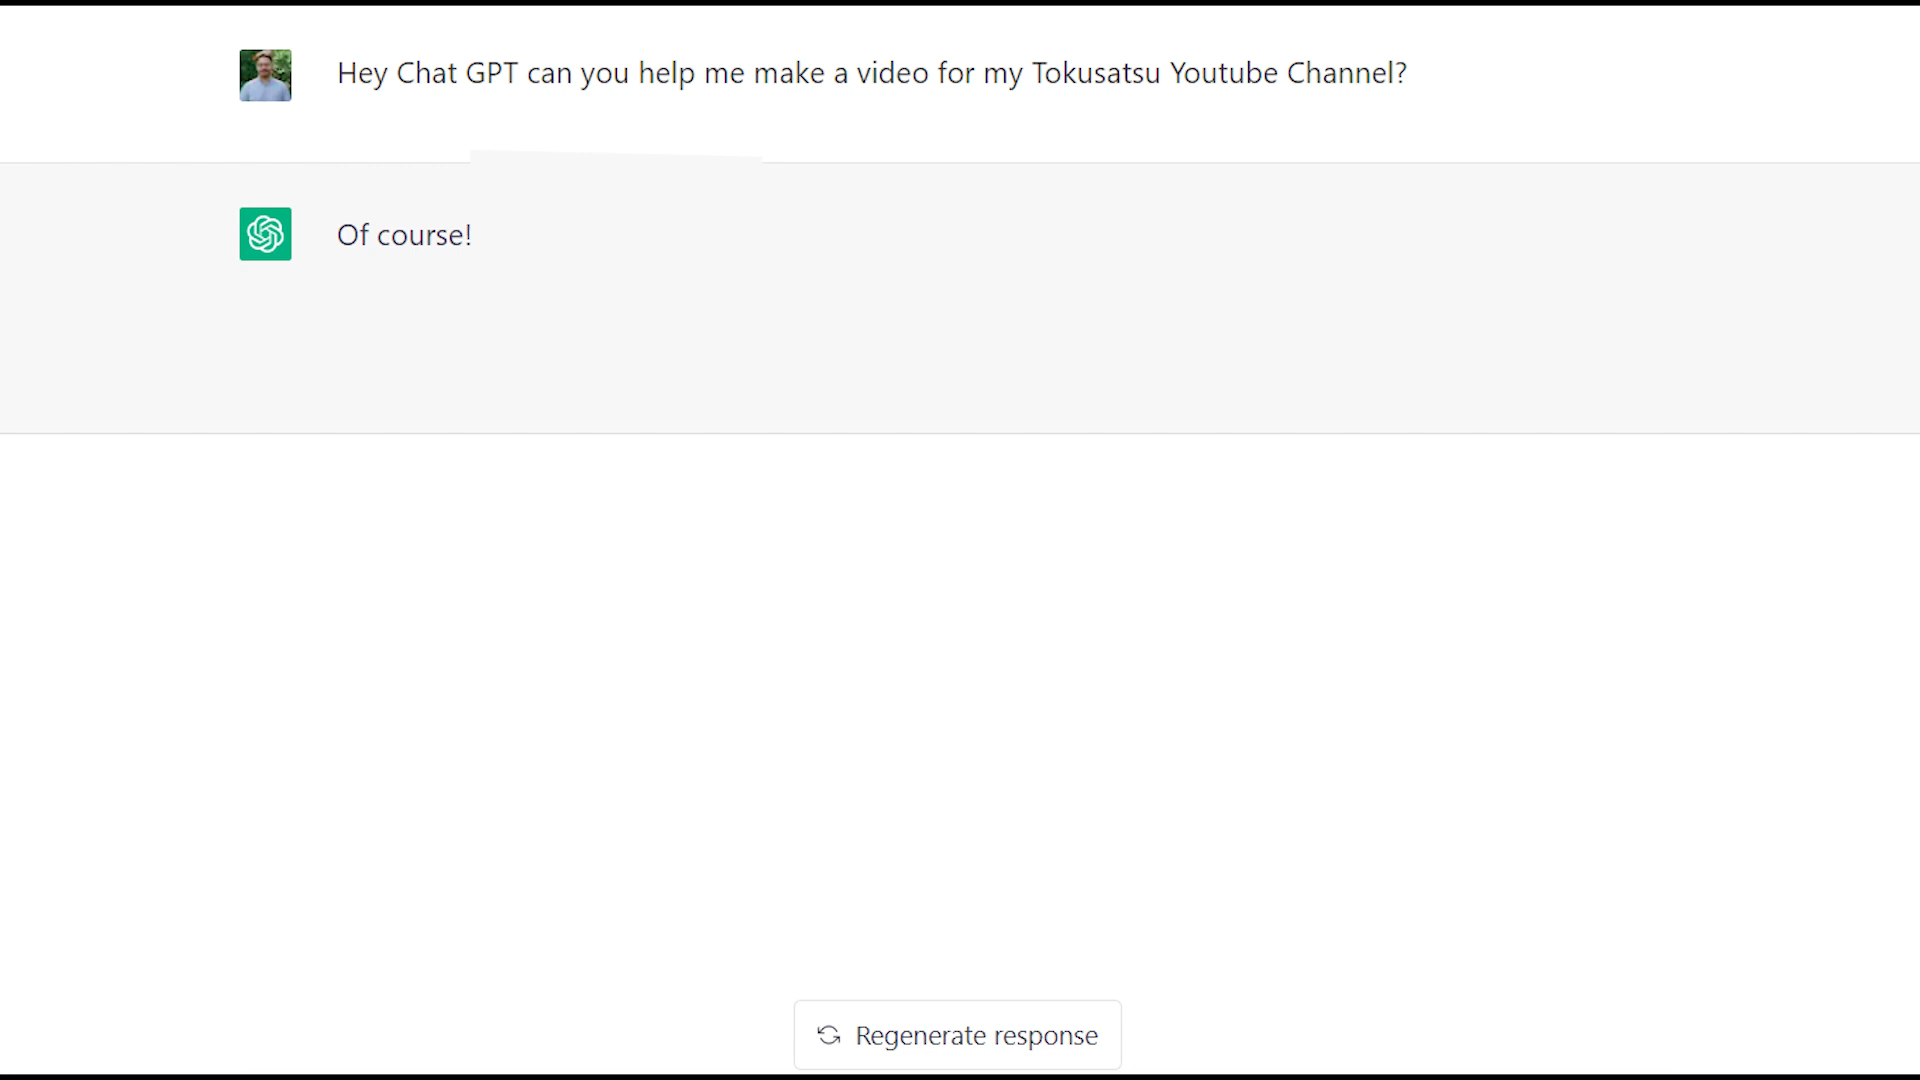 Hey Chat GPT can you help me make a video for my Tokusatsu Youtube Channel?
Of course!
Regenerate response